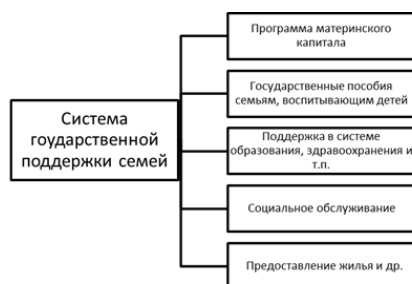 Программа материнского
капитала
Государственные пособия
семьям, воспитывающим детей
Система
гоударственной
поддержки семей
Поддержка в системе
образования, здравоохранения и
т.п.
Социальное обслуживание
Предоставление жилья и др.